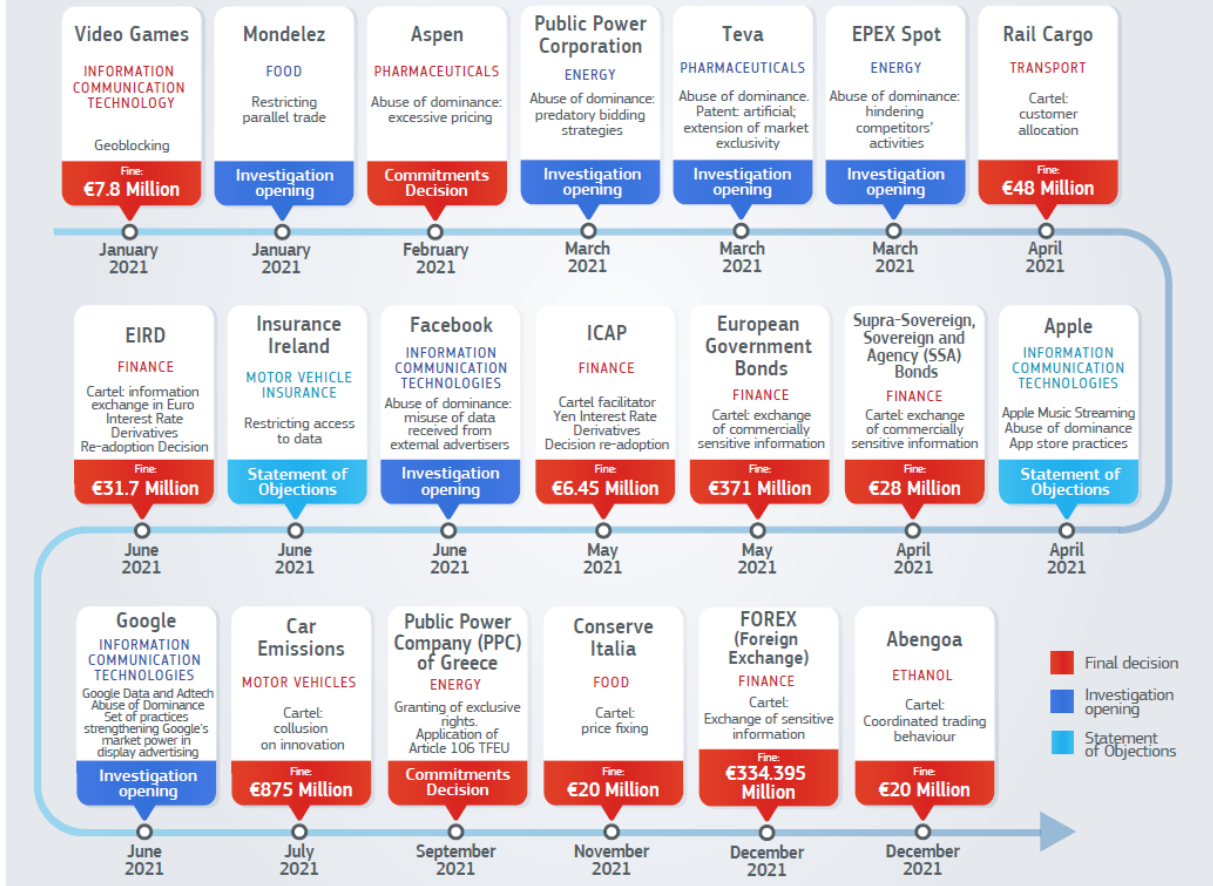 Video Games
INFORMATION
COMMUNICATION
TECHNOLOGY
Geoblocking
Fine:
€7.8 Million
January
2021
Mondelez
FOOD
Restricting
parallel trade
Investigation
opening
January
2021
Aspen
PHARMACEUTICALS
Abuse of dominance:
excessive pricing
Commitments
Decision
February
2021
Public Power
Corporation
ENERGY
Abuse of dominance:
predatory bidding
strategies
Investigation
opening
March
2021
Teva
PHARMACEUTICALS
Abuse of dominance.
Patent: artificial;
extension of market
exclusivity
Investigation
opening
March
2021
EPEX Spot
ENERGY
Abuse of dominance:
hindering
competitors'
activities
Investigation
opening
March
2021
Rail Cargo
TRANSPORT
Cartel:
customer
allocation
Fine:
€48 Million
April
2021
EIRD
FINANCE
Cartel: information
exchange in Euro
Interest Rate
Derivatives
Re-adoption Decision
Fine:
€31.7 Million
June
2021
Insurance
Ireland
MOTOR VEHICLE
INSURANCE
Restricting access
to data
Statement of
Objections
June
2021
Facebook
INFORMATION
COMMUNICATION
TECHNOLOGIES
Abuse of dominance:
misuse of data
received from
external advertisers
Investigation
opening
June
2021
ICAP
FINANCE
Cartel facilitator
Yen Interest Rate
Derivatives
Decision re-adoption
Fine:
€6.45 Million
May
2021
European
Government
Bonds
FINANCE
Cartel: exchange
of commercially
sensitive information
Fine:
€371 Million
May
2021
Supra-Sovereign,
Sovereign and
Agency (SSA)
Bonds
FINANCE
Cartel: exchange
of commercially
sensitive information
Fine:
€28 Million
April
2021
Apple
INFORMATION
COMMUNICATION
TECHNOLOGIES
Apple Music Streaming
Abuse of dominance
App store practices
Statement of
Objections
April
2021
Google
INFORMATION
COMMUNICATION
TECHNOLOGIES
Google Data and Adtech
Abuse of Dominance
Set of practices
strengthening Google's
market power in
display advertising
Investigation
opening
June
2021
Car
Emissions
MOTOR VEHICLES
Cartel:
collusion
on innovation
Fine:
€875 Million
July
2021
Public Power
Company (PPC)
of Greece
ENERGY
Granting of exclusive
rights.
Application of
Article 106 TFEU
Commitments
Decision
September
2021
Conserve
Italia
FOOD
Cartel:
price fixing
Fine:
€20 Million
November
2021
FOREX
(Foreign
Exchange)
FINANCE
Cartel:
Exchange of sensitive
information
Fine:
€334.395
Million
December
2021
Abengoa
ETHANOL
Cartel:
Coordinated trading
behaviour
Fine:
€20 Million
December
2021
Final decision
Investigation
opening
Statement
of Objections